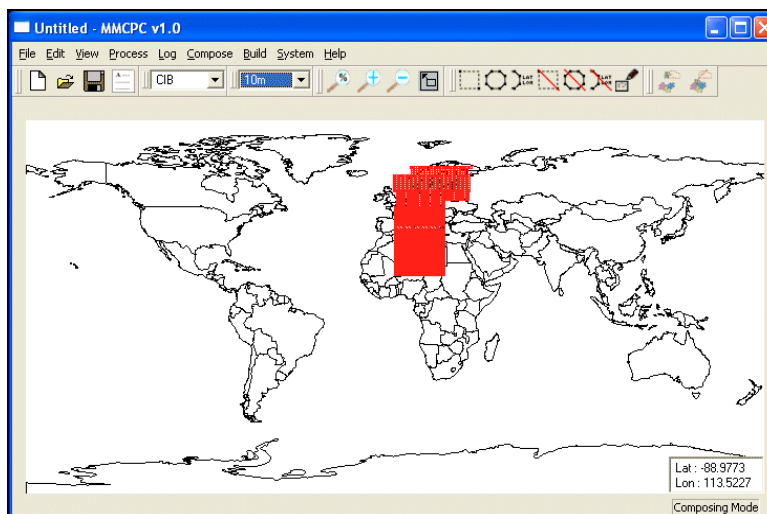 Untitled - MMCPC v1.0
File Edit View Process Log Compose Build System Help
CIB 10m
Lat : -88.9773
Lon : 113.5227
Composing Mode